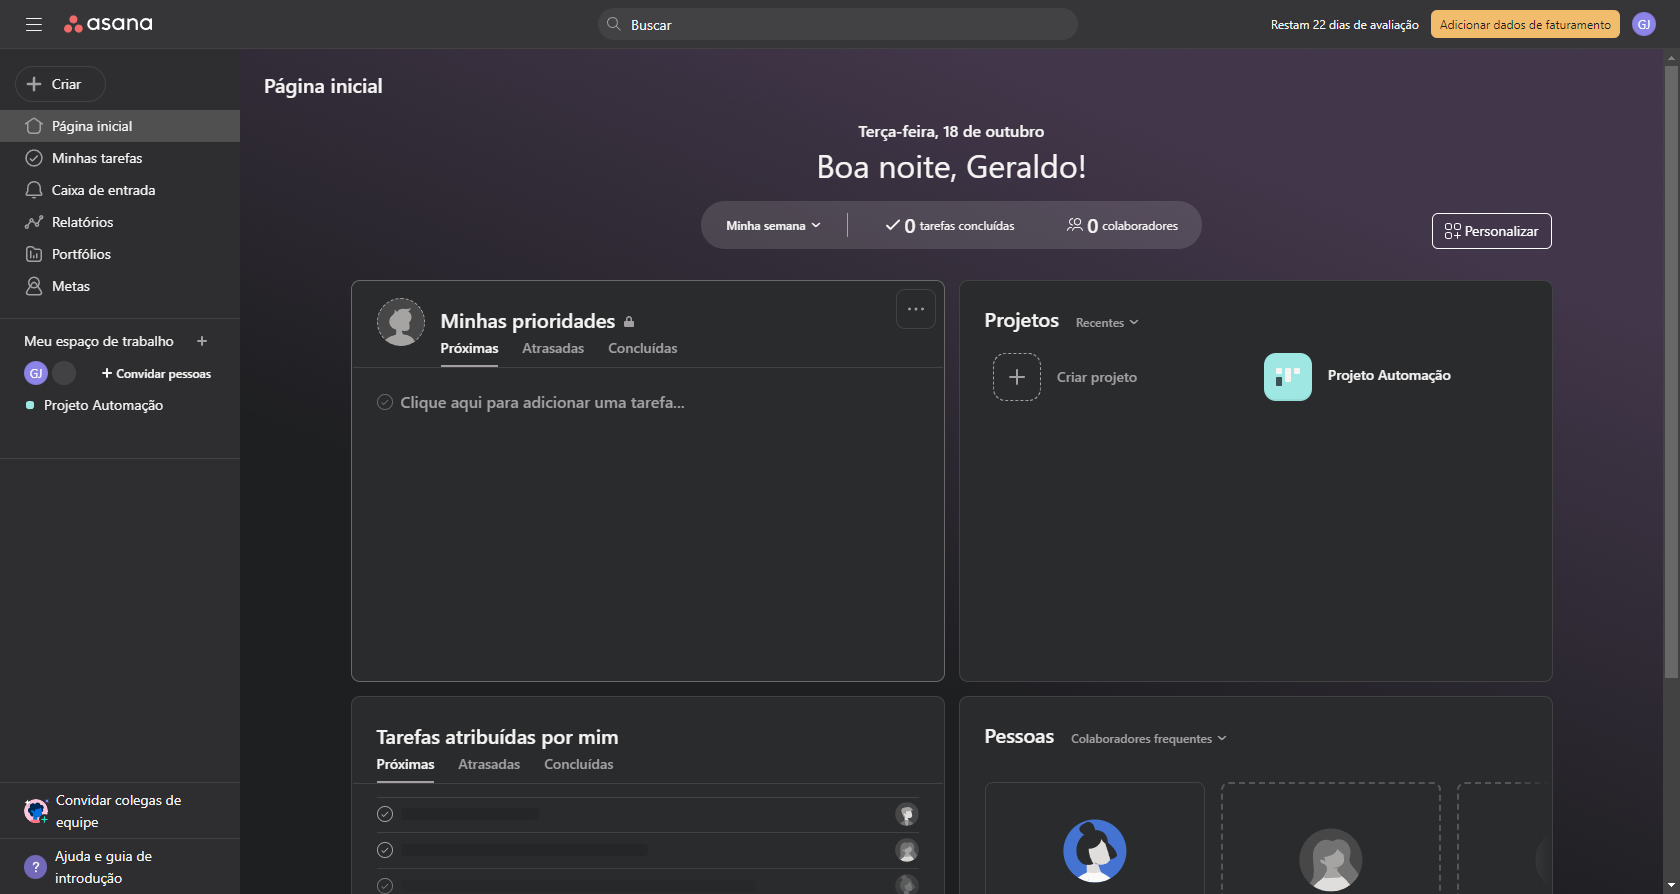 asana
Buscar
Restam 22 dias de avaliação
Adicionar dados de faturamento
GJ
Criar
Página inicial
Minhas tarefas
Caixa de entrada
Relatórios
Portfólios
Metas
Meu espaço de trabalho +
GJ
+ Convidar pessoas
Projeto Automação
Convidar colegas de
equipe
? Ajuda e guia de
introdução
Página inicial
Terça-feira, 18 de outubro
Boa noite, Geraldo!
Minha semana
0 tarefas concluídas
0 colaboradores
Personalizar
Minhas prioridades
Próximas Atrasadas Concluídas
Clique aqui para adicionar uma tarefa...
Projetos Recentes
Criar projeto
Projeto Automação
Tarefas atribuídas por mim
Próximas Atrasadas Concluídas
Pessoas Colaboradores frequentes